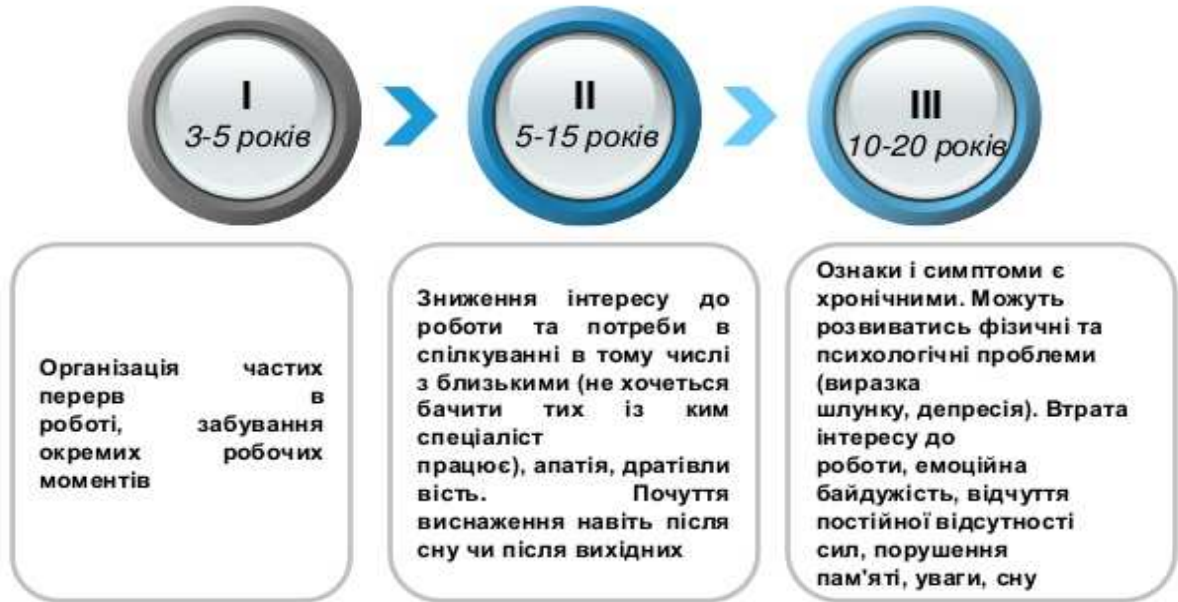 I
3-5 років
II
5-15 років
III
10-20 років
Організація частих
перерв в
роботі, забування
окремих робочих
моментів
Зниження інтересу до
роботи та потреби в
спілкуванні в тому числі
з близькими (не хочеться
бачити тих із ким
спеціаліст
працює), апатія, дратівли
вість. Почуття
виснаження навіть після
сну чи після вихідних
Ознаки і симптоми є
хронічними. Можуть
розвиватись фізичні та
психологічні проблеми
(виразка
шлунку, депресія). Втрата
інтересу до
роботи, емоційна
байдужість, відчуття
постійної відсутності
сил, порушення
пам'яті, уваги, сну